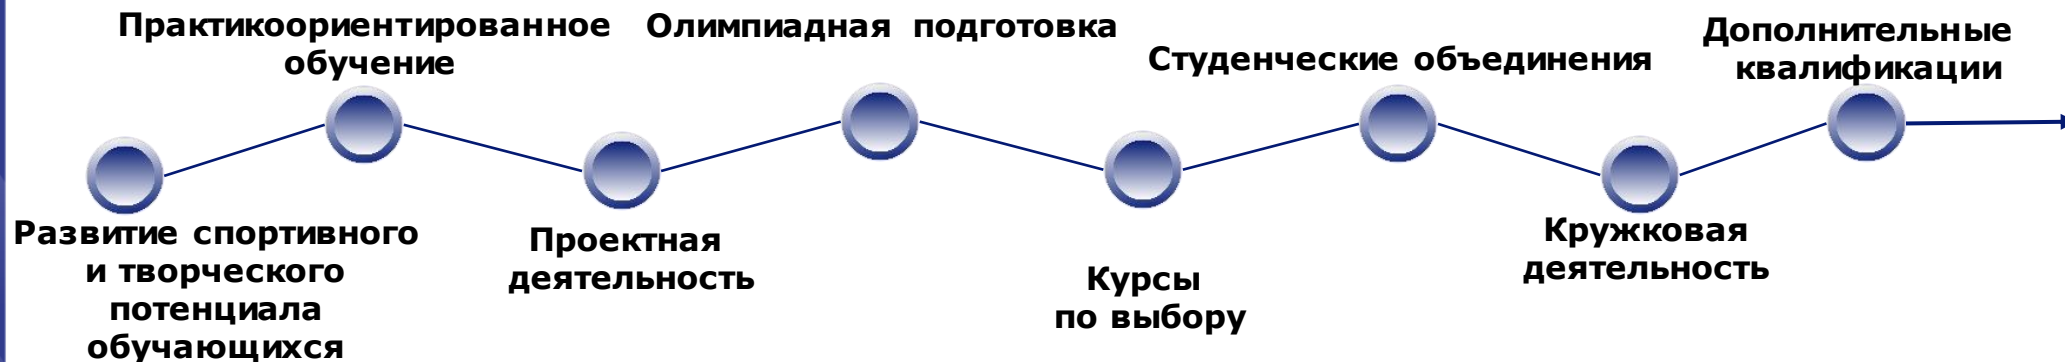 Практикоориентированное
обучение
Олимпиадная подготовка
Студенческие объединения
Дополнительные
квалификации
Развитие спортивного
и творческого
потенциала
обучающихся
Проектная
деятельность
Курсы
по выбору
Кружковая
деятельность